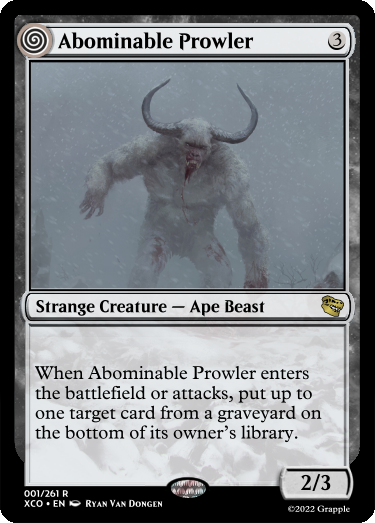 Abominable Prowler 3
Strange Creature — Ape Beast
When Abominable Prowler enters
the battlefield or attacks, put up to
one target card from a graveyard on
the bottom of its owner's library.
2/3
001/261 R
XCO • EN Ryan Van Dongen
©2022 Grapple